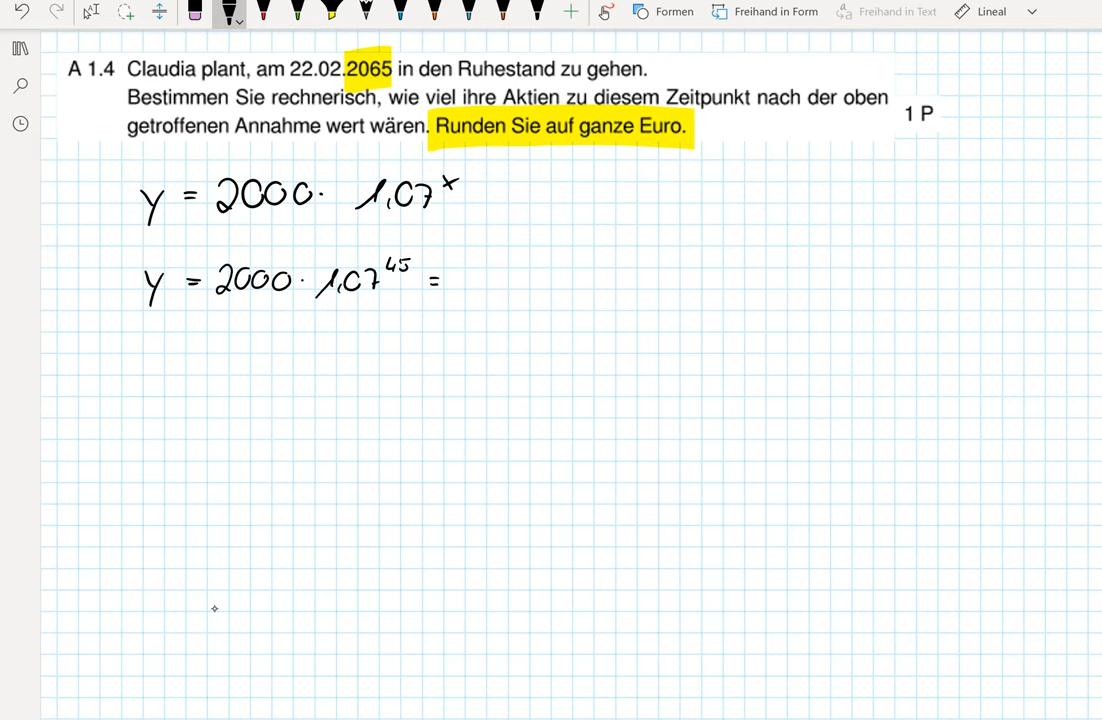 Formen Freihand in Form Freihand in Text Lineal
A 1.4 Claudia plant, am 22.02.2065 in den Ruhestand zu gehen.
Bestimmen Sie rechnerisch, wie viel ihre Aktien zu diesem Zeitpunkt nach der oben
getroffenen Annahme wert wären. Runden Sie auf ganze Euro.
1 P
y = 2000 · 1,07^x
y = 2000 · 1,07^45 =